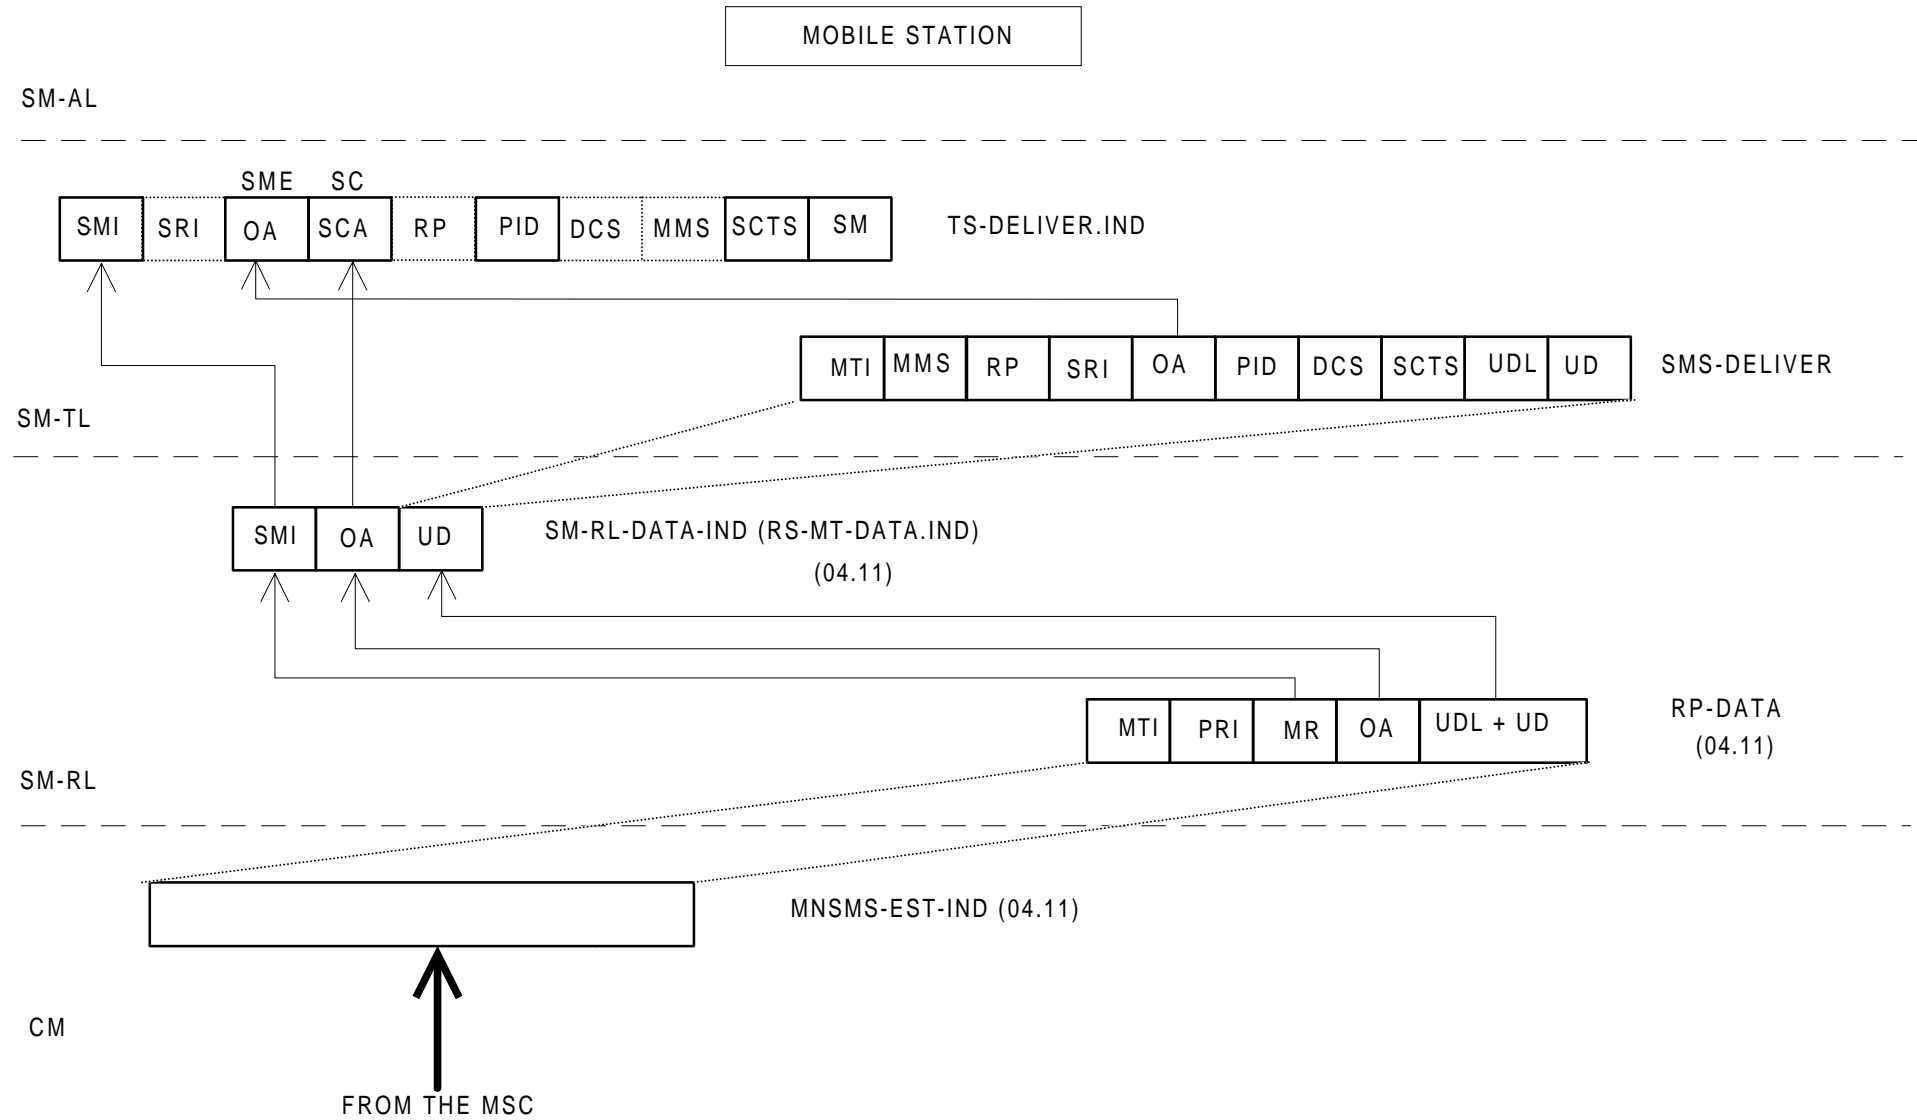 MOBILE STATION
SM-AL
SME SC
SMI SRI OA SCA RP PID DCS MMS SCTS SM TS-DELIVER.IND
MTI MMS RP SRI OA PID DCS SCTS UDL UD SMS-DELIVER
SM-TL
SMI OA UD SM-RL-DATA-IND (RS-MT-DATA.IND)
(04.11)
MTI PRI MR OA UDL + UD RP-DATA
(04.11)
SM-RL
MNSMS-EST-IND (04.11)
CM
FROM THE MSC